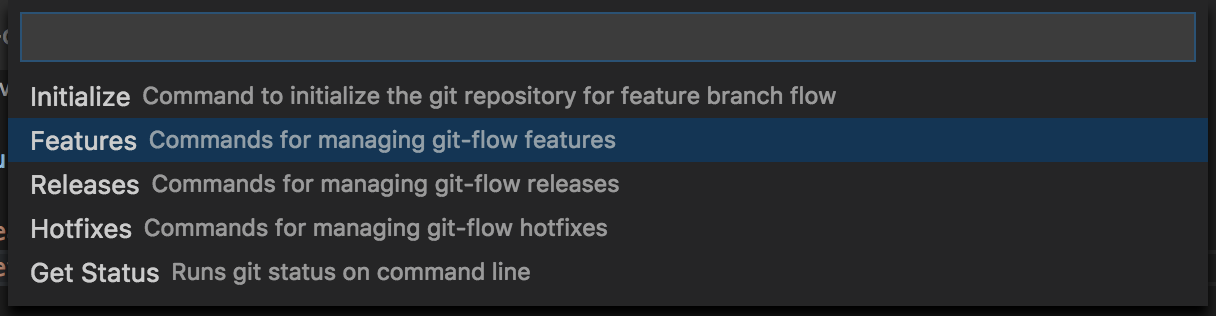 Initialize Command to initialize the git repository for feature branch flow
Features Commands for managing git-flow features
Releases Commands for managing git-flow releases
Hotfixes Commands for managing git-flow hotfixes
Get Status Runs git status on command line